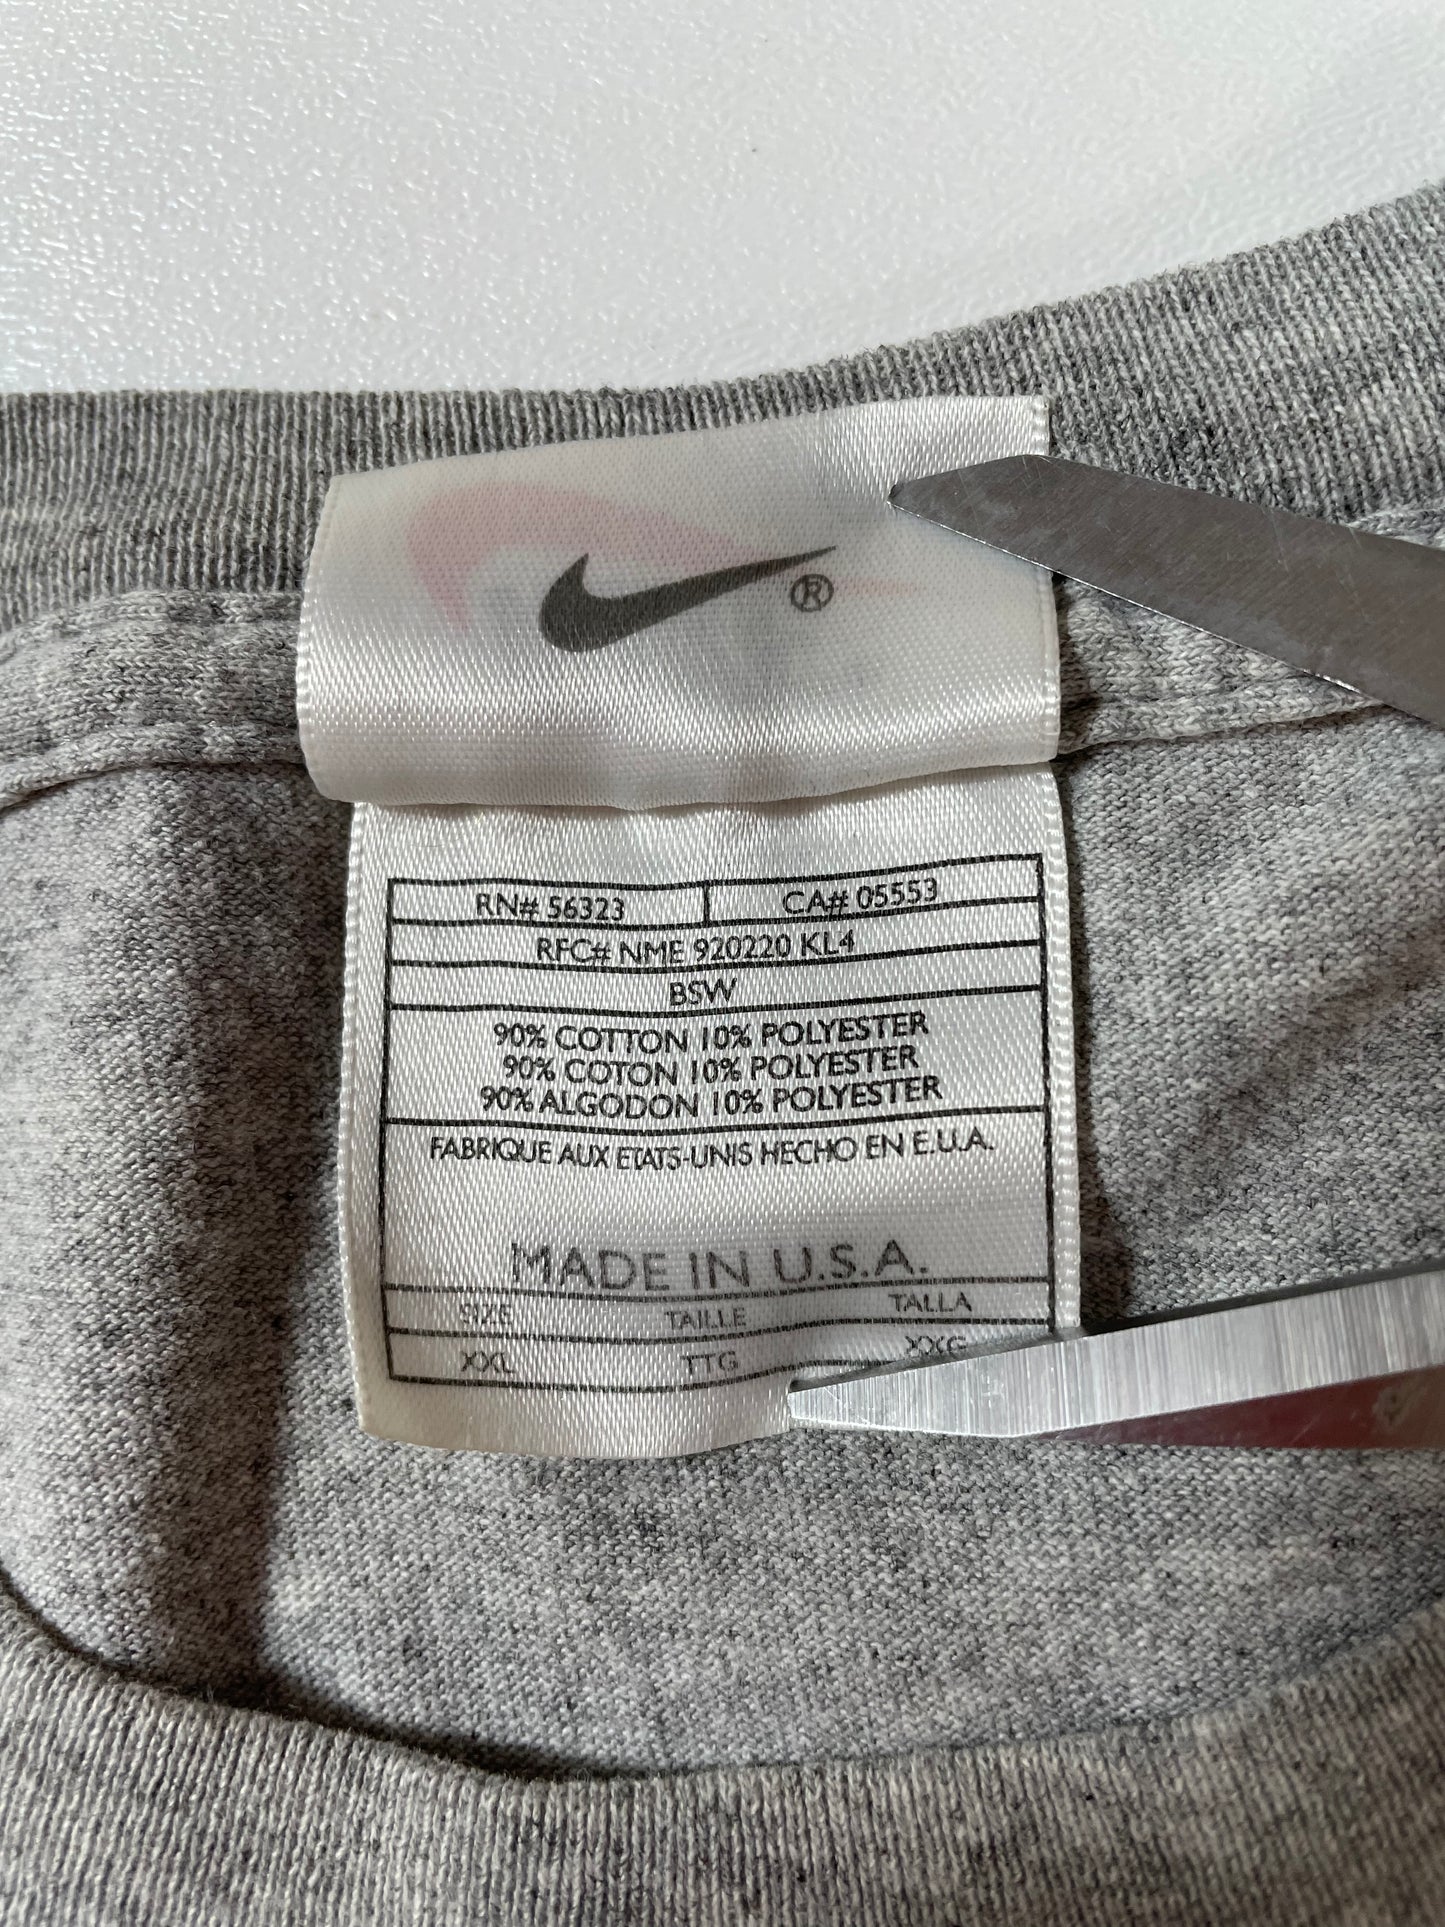 ®
RN# 56323 CA# 05553
RFC# NME 920220 KL4
BSW
90% COTTON 10% POLYESTER
90% COTON 10% POLYESTER
90% ALGODON 10% POLYESTER
FABRIQUE AUX ETATS-UNIS HECHO EN E.U.A.
MADE IN U.S.A.
SIZE TAILLE TALLA
XXL TTG XXG